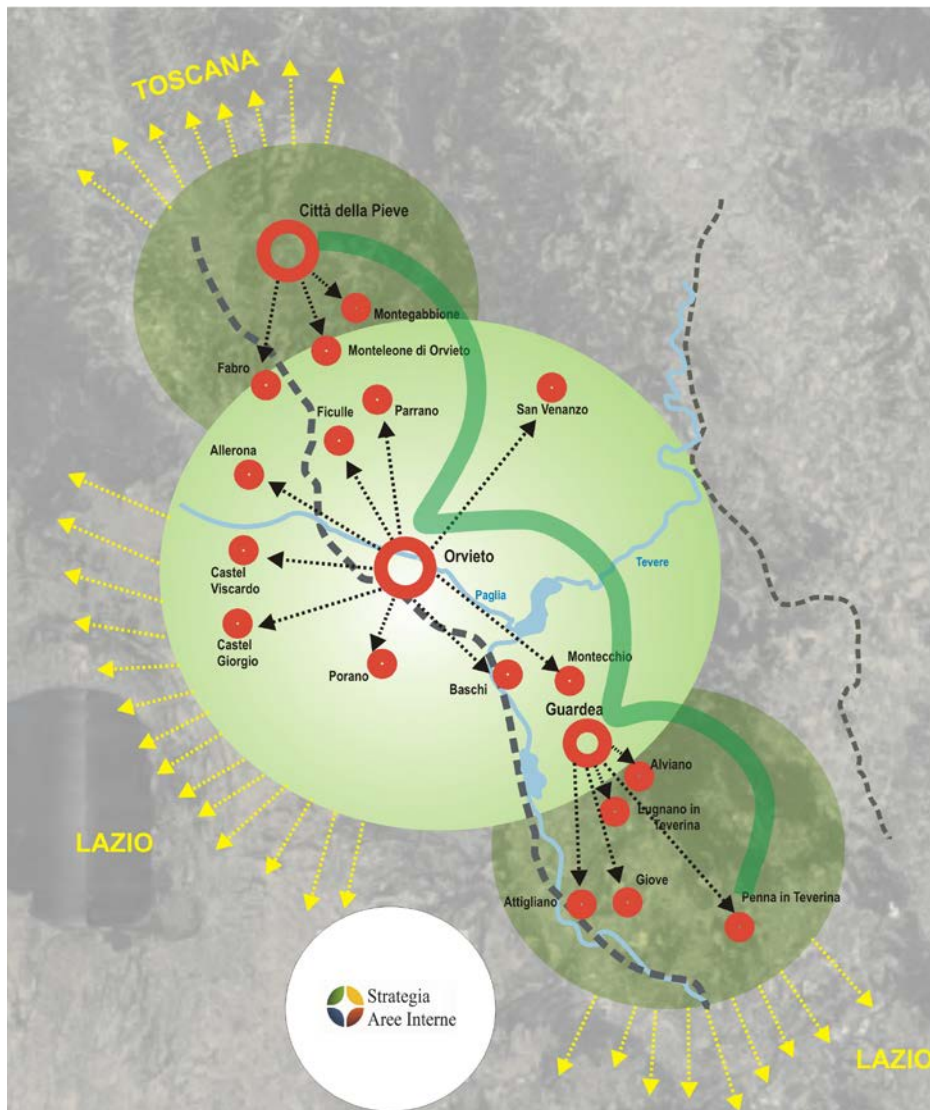 TOSCANA
Città della Pieve
Montegabbione
Monteleone di Orvieto
Fabro
Parrano
San Venanzo
Ficulle
Allerona
Orvieto
Tevere
Castel
Viscardo
Paglia
Castel
Giorgio
Porano
Baschi
Montecchio
Guardea
Alviano
Lugnano in
Teverina
LAZIO
Giove
Attigliano
Penna in Teverina
Strategia
Aree Interne
LAZIO